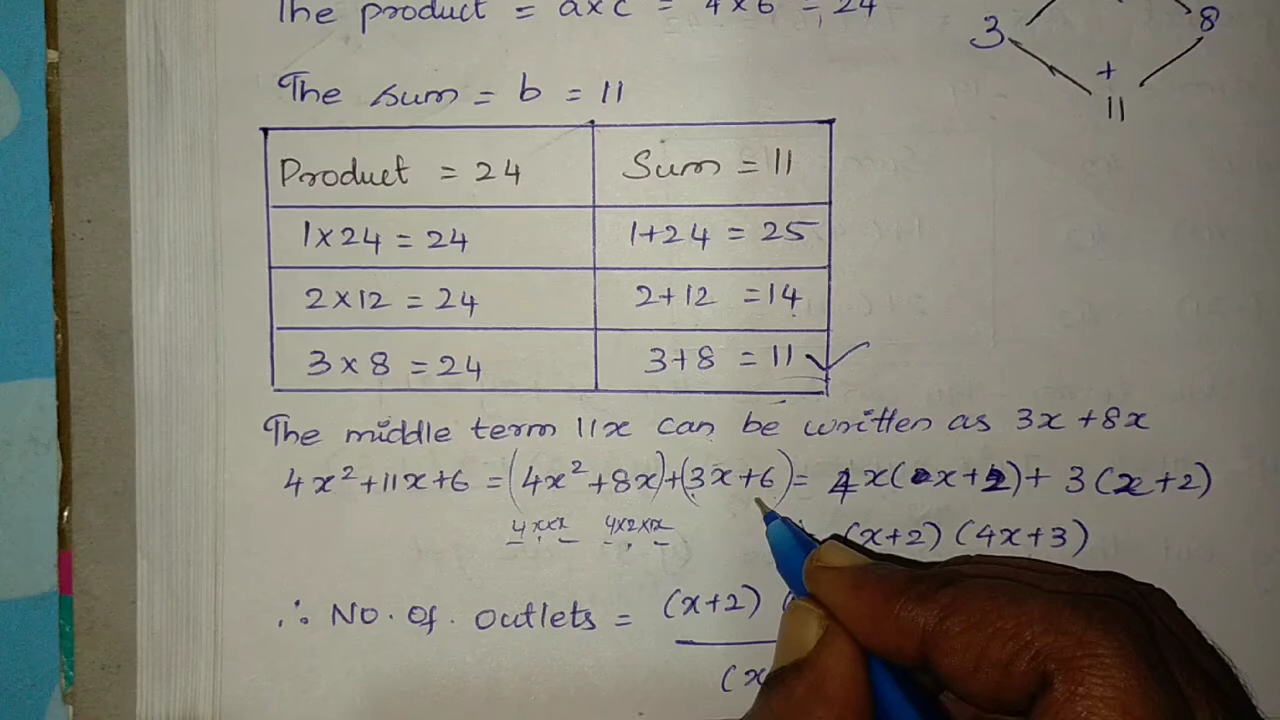 The product = a×c = 4×6 = 24
3 8
+
11
The sum = b = 11
Product = 24 Sum = 11
1×24 = 24 1+24 = 25
2×12 = 24 2+12 = 14
3×8 = 24 3+8 = 11 ✓
The middle term 11x can be written as 3x +8x
4x²+11x+6 = (4x²+8x)+(3x+6) = 4x(x+2)+ 3(x+2)
4×x×x 4×2×x
(x+2) (4x+3)
∴ No. of. outlets = (x+2) (
(x